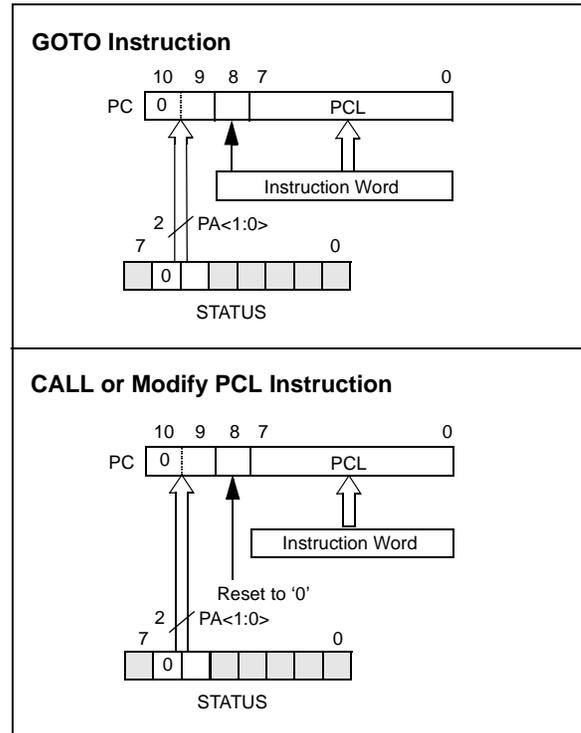 GOTO Instruction
10 9 8 7 0
PC 0 PCL
Instruction Word
2 PA<1:0>
7 0
0
STATUS
CALL or Modify PCL Instruction
10 9 8 7 0
PC 0 PCL
Instruction Word
Reset to ‘0’
2 PA<1:0>
7 0
0
STATUS